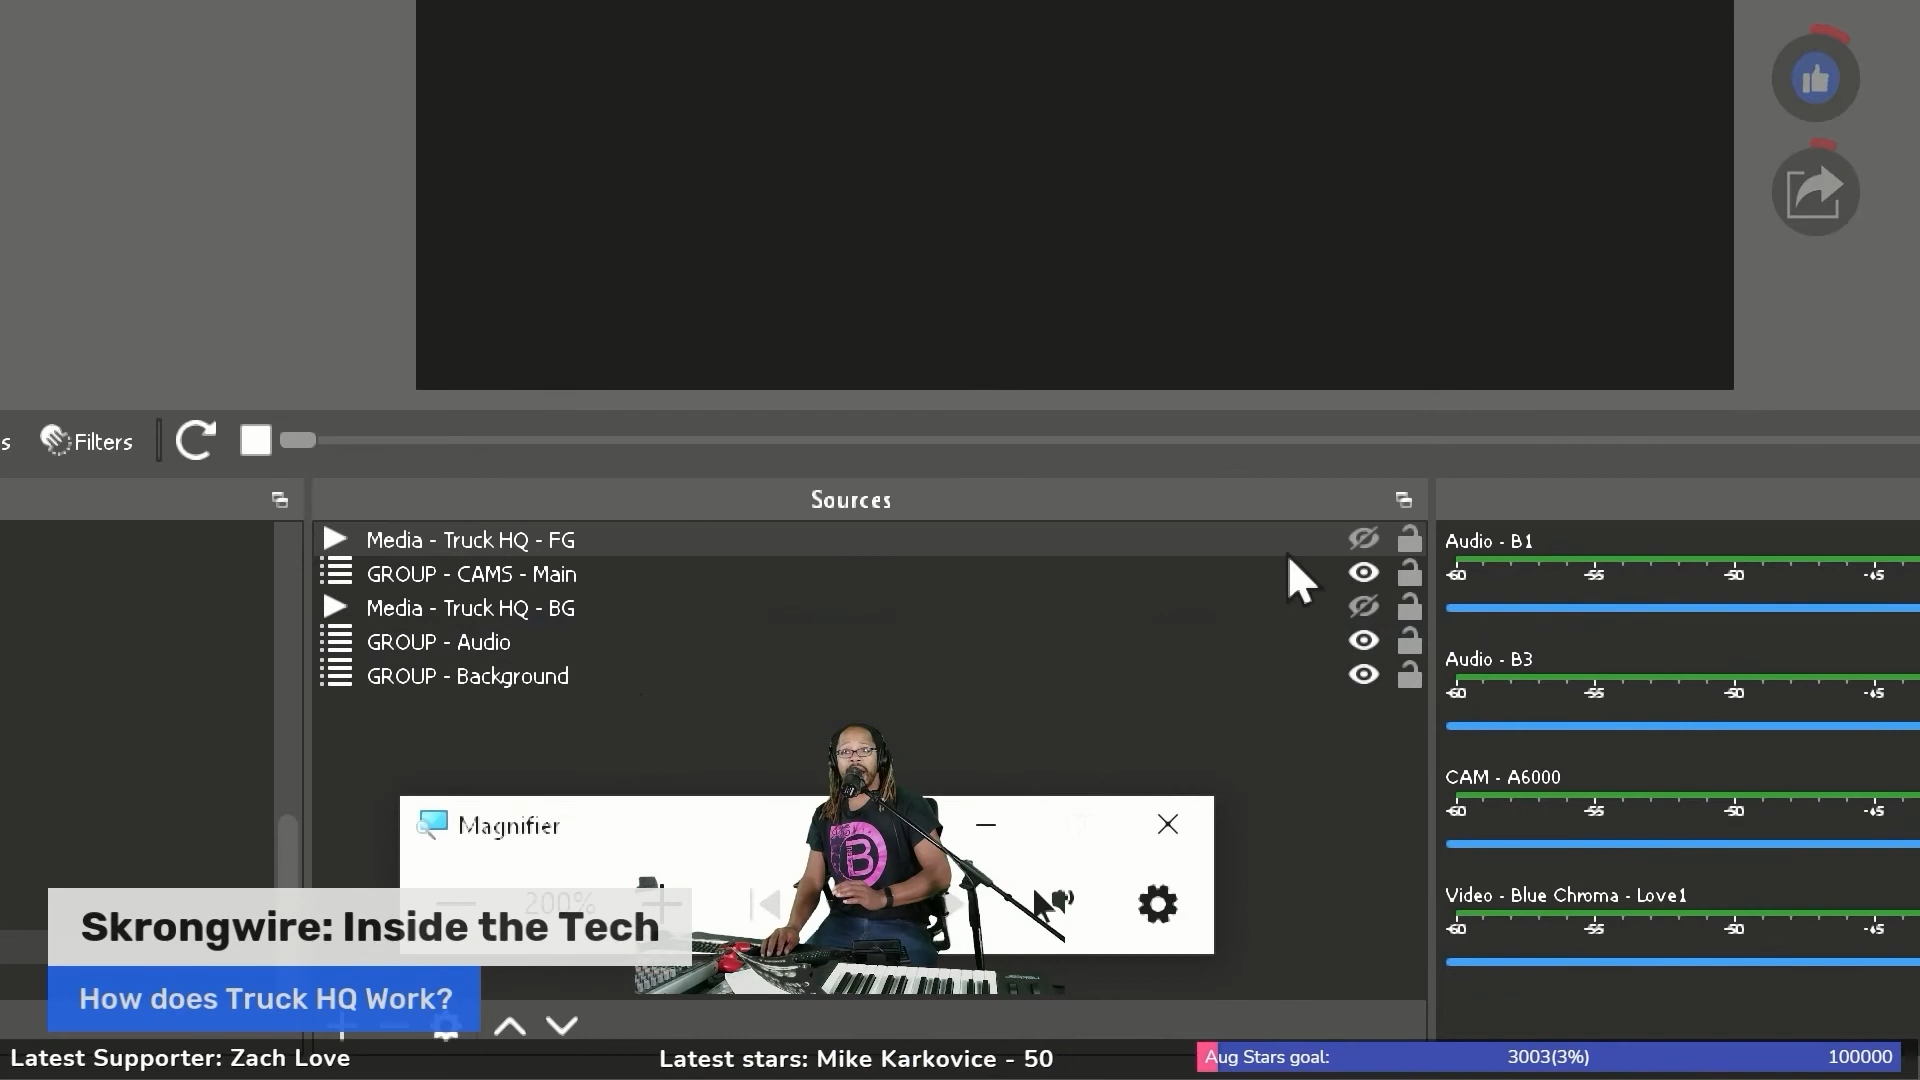 s
Filters
Sources
Media - Truck HQ - FG
GROUP - CAMS - Main
Media - Truck HQ - BG
GROUP - Audio
GROUP - Background
Audio - B1
-60 -55 -50 -45
Audio - B3
-60 -55 -50 -45
CAM - A6000
-60 -55 -50 -45
Video - Blue Chroma - Love1
-60 -55 -50 -45
Magnifier
200%
B
Skrongwire: Inside the Tech
How does Truck HQ Work?
Latest Supporter: Zach Love
Latest stars: Mike Karkovice - 50
Aug Stars goal: 3003(3%) 100000